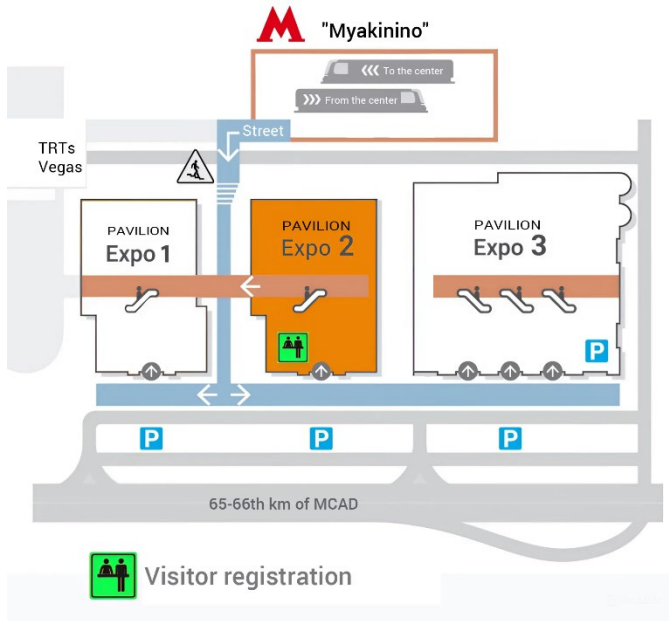 M "Myakinino"
<<< To the center
>>> From the center
Street
TRTs
Vegas
PAVILION
Expo 1
PAVILION
Expo 2
PAVILION
Expo 3
P
P
P
P
65-66th km of MCAD
Visitor registration